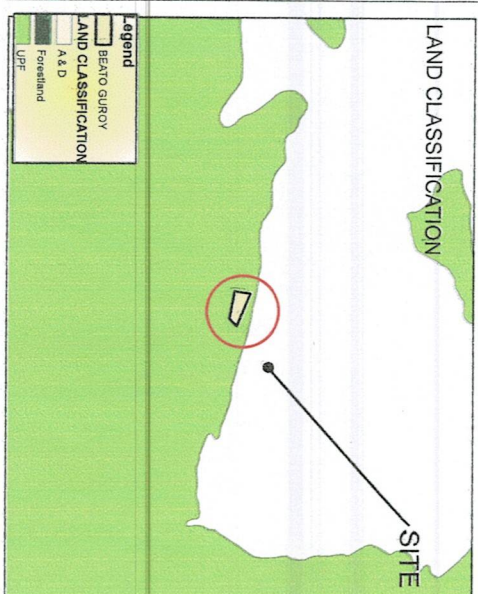 LAND CLASSIFICATION
SITE
Legend
BEATO GUROY
LAND CLASSIFICATION
A & D
Forestland
UPF